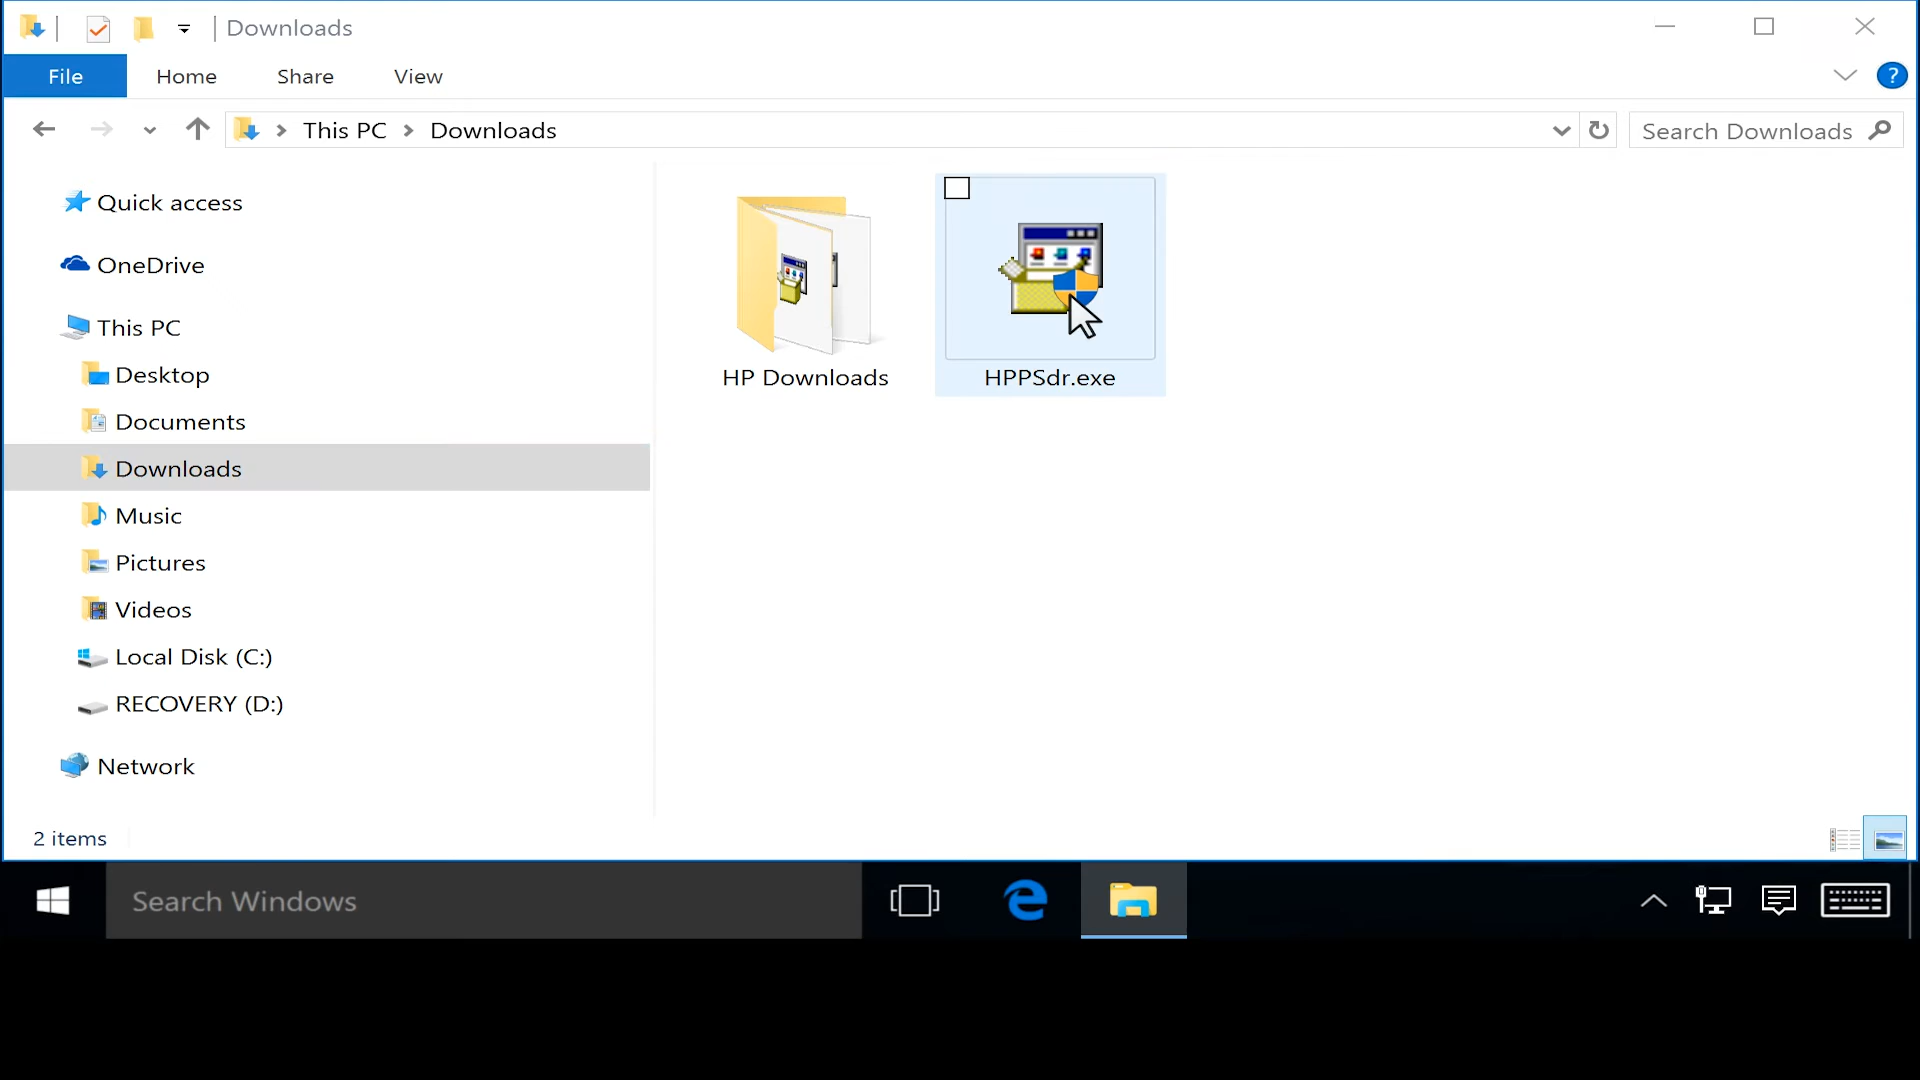 Downloads
File Home Share View
?
This PC Downloads
Search Downloads
Quick access
OneDrive
This PC
Desktop
Documents
Downloads
Music
Pictures
Videos
Local Disk (C:)
RECOVERY (D:)
Network
HP Downloads
HPPSdr.exe
2 items
Search Windows